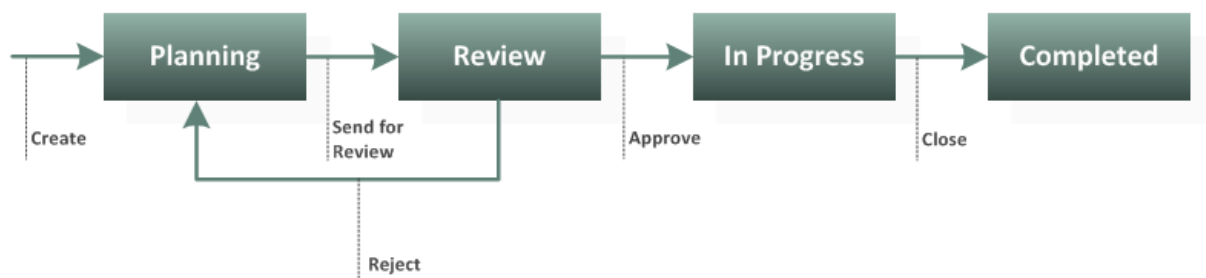 Planning
Review
In Progress
Completed
Create
Send for
Review
Approve
Close
Reject